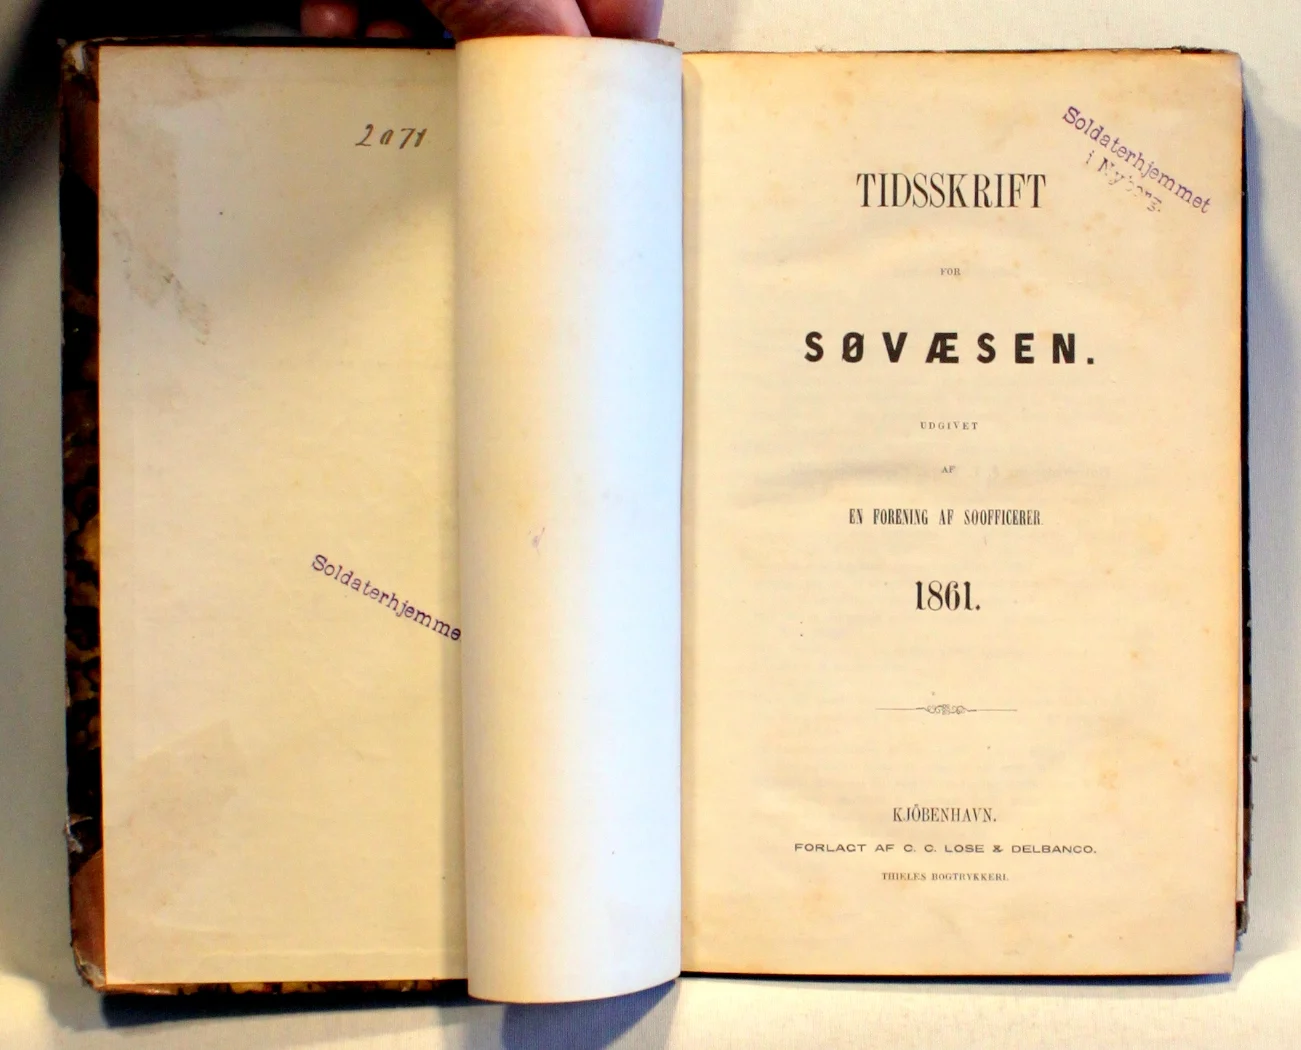 2071
Soldaterhjemme
Soldaterhjemmet
i Nyborg.
TIDSSKRIFT
FOR
SØVÆSEN.
UDGIVET
AF
EN FORENING AF SØOFFICERER.
1861.
KJÖBENHAVN.
FORLAGT AF C. C. LOSE & DELBANCO.
THIELES BOGTRYKKERI.